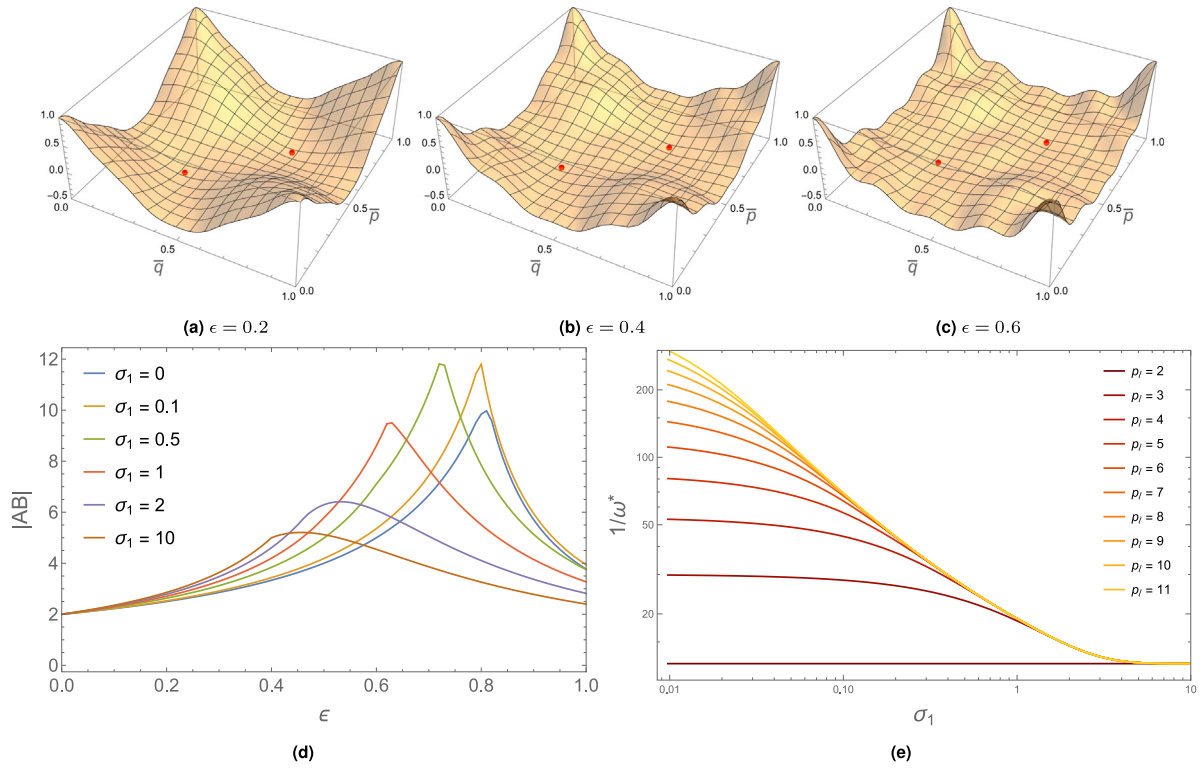 1.0
0.5
0.0
−0.5
0.0
0.5
q̅
1.0
0.0
0.5
p̅
1.0
(a) ϵ = 0.2
1.0
0.5
0.0
−0.5
0.0
0.5
q̅
1.0
0.0
0.5
p̅
1.0
(b) ϵ = 0.4
1.0
0.5
0.0
−0.5
0.0
0.5
q̅
1.0
0.0
0.5
p̅
1.0
(c) ϵ = 0.6
12
10
8
6
4
2
0
|AB|
σ₁ = 0
σ₁ = 0.1
σ₁ = 0.5
σ₁ = 1
σ₁ = 2
σ₁ = 10
0.0 0.2 0.4 0.6 0.8 1.0
ϵ
(d)
200
100
50
20
1/ω*
pₗ = 2
pₗ = 3
pₗ = 4
pₗ = 5
pₗ = 6
pₗ = 7
pₗ = 8
pₗ = 9
pₗ = 10
pₗ = 11
0.01 0.10 1 10
σ₁
(e)